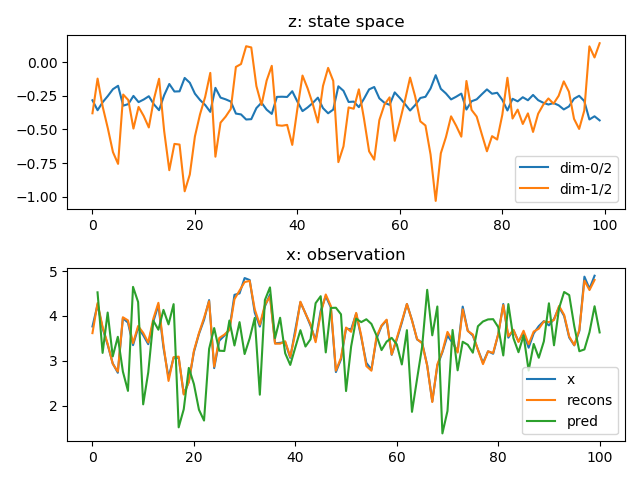 z: state space
0.00
−0.25
−0.50
−0.75
−1.00
dim-0/2
dim-1/2
0 20 40 60 80 100
x: observation
5
4
3
2
x
recons
pred
0 20 40 60 80 100